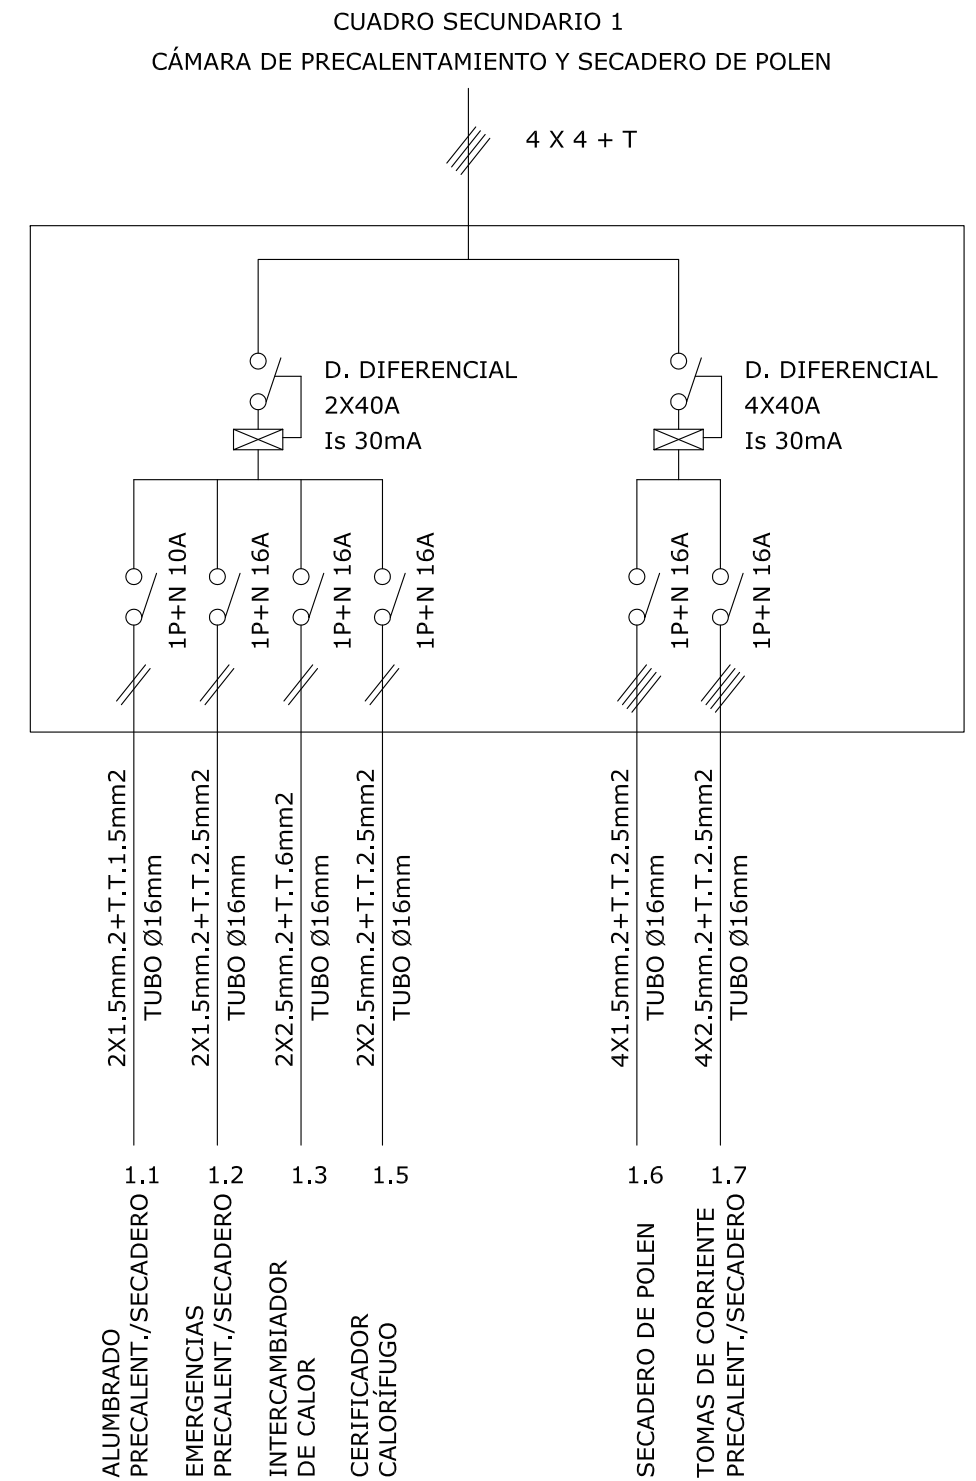 CUADRO SECUNDARIO 1
CÁMARA DE PRECALENTAMIENTO Y SECADERO DE POLEN
4 X 4 + T
D. DIFERENCIAL
2X40A
Is 30mA
D. DIFERENCIAL
4X40A
Is 30mA
1P+N 10A
1P+N 16A
1P+N 16A
1P+N 16A
1P+N 16A
1P+N 16A
2X1.5mm.2+T.T.1.5mm2
TUBO Ø16mm
2X1.5mm.2+T.T.2.5mm2
TUBO Ø16mm
2X2.5mm.2+T.T.6mm2
TUBO Ø16mm
2X2.5mm.2+T.T.2.5mm2
TUBO Ø16mm
4X1.5mm.2+T.T.2.5mm2
TUBO Ø16mm
4X2.5mm.2+T.T.2.5mm2
TUBO Ø16mm
1.1
1.2
1.3
1.5
1.6
1.7
ALUMBRADO
PRECALENT./SECADERO
EMERGENCIAS
PRECALENT./SECADERO
INTERCAMBIADOR
DE CALOR
CERIFICADOR
CALORÍFUGO
SECADERO DE POLEN
TOMAS DE CORRIENTE
PRECALENT./SECADERO